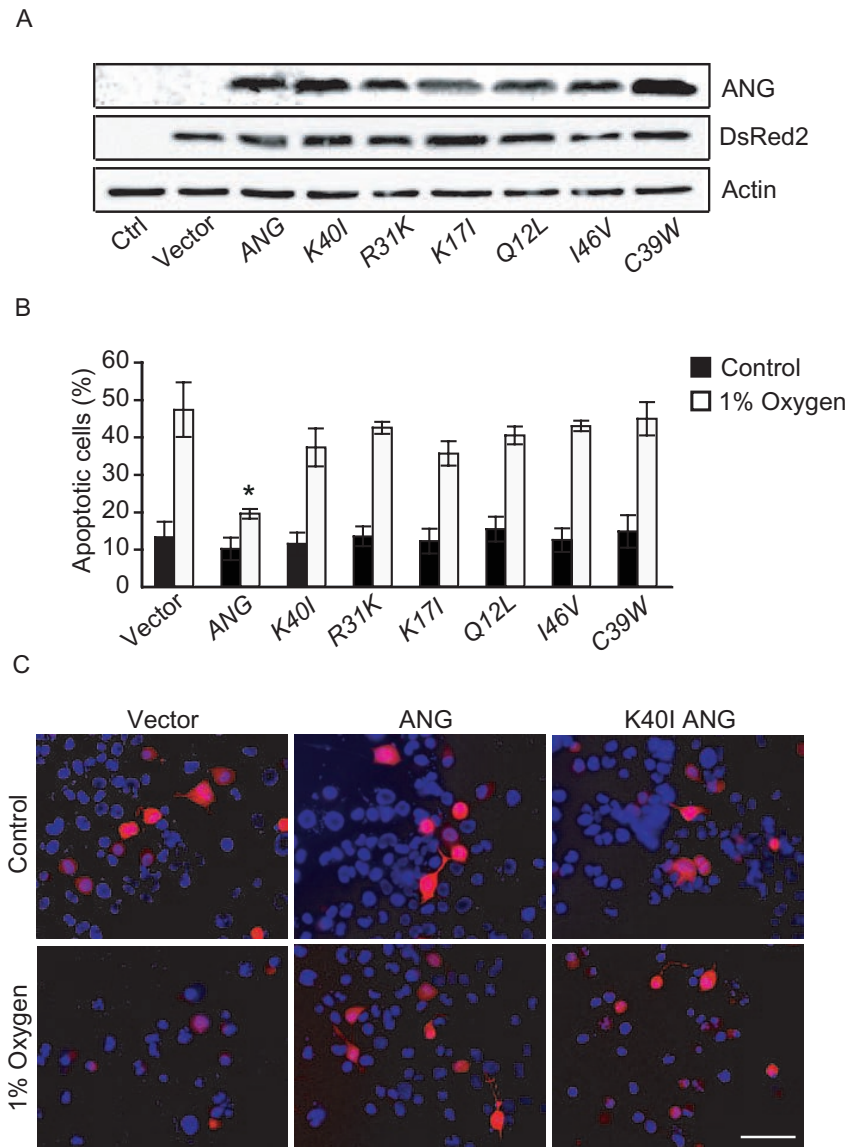 A
ANG
DsRed2
Actin
Ctrl Vector ANG K40I R31K K17I Q12L I46V C39W
B
Apoptotic cells (%)
60
50
40
30
20
10
0
*
Control
1% Oxygen
Vector ANG K40I R31K K17I Q12L I46V C39W
C
Vector ANG K40I ANG
Control
1% Oxygen